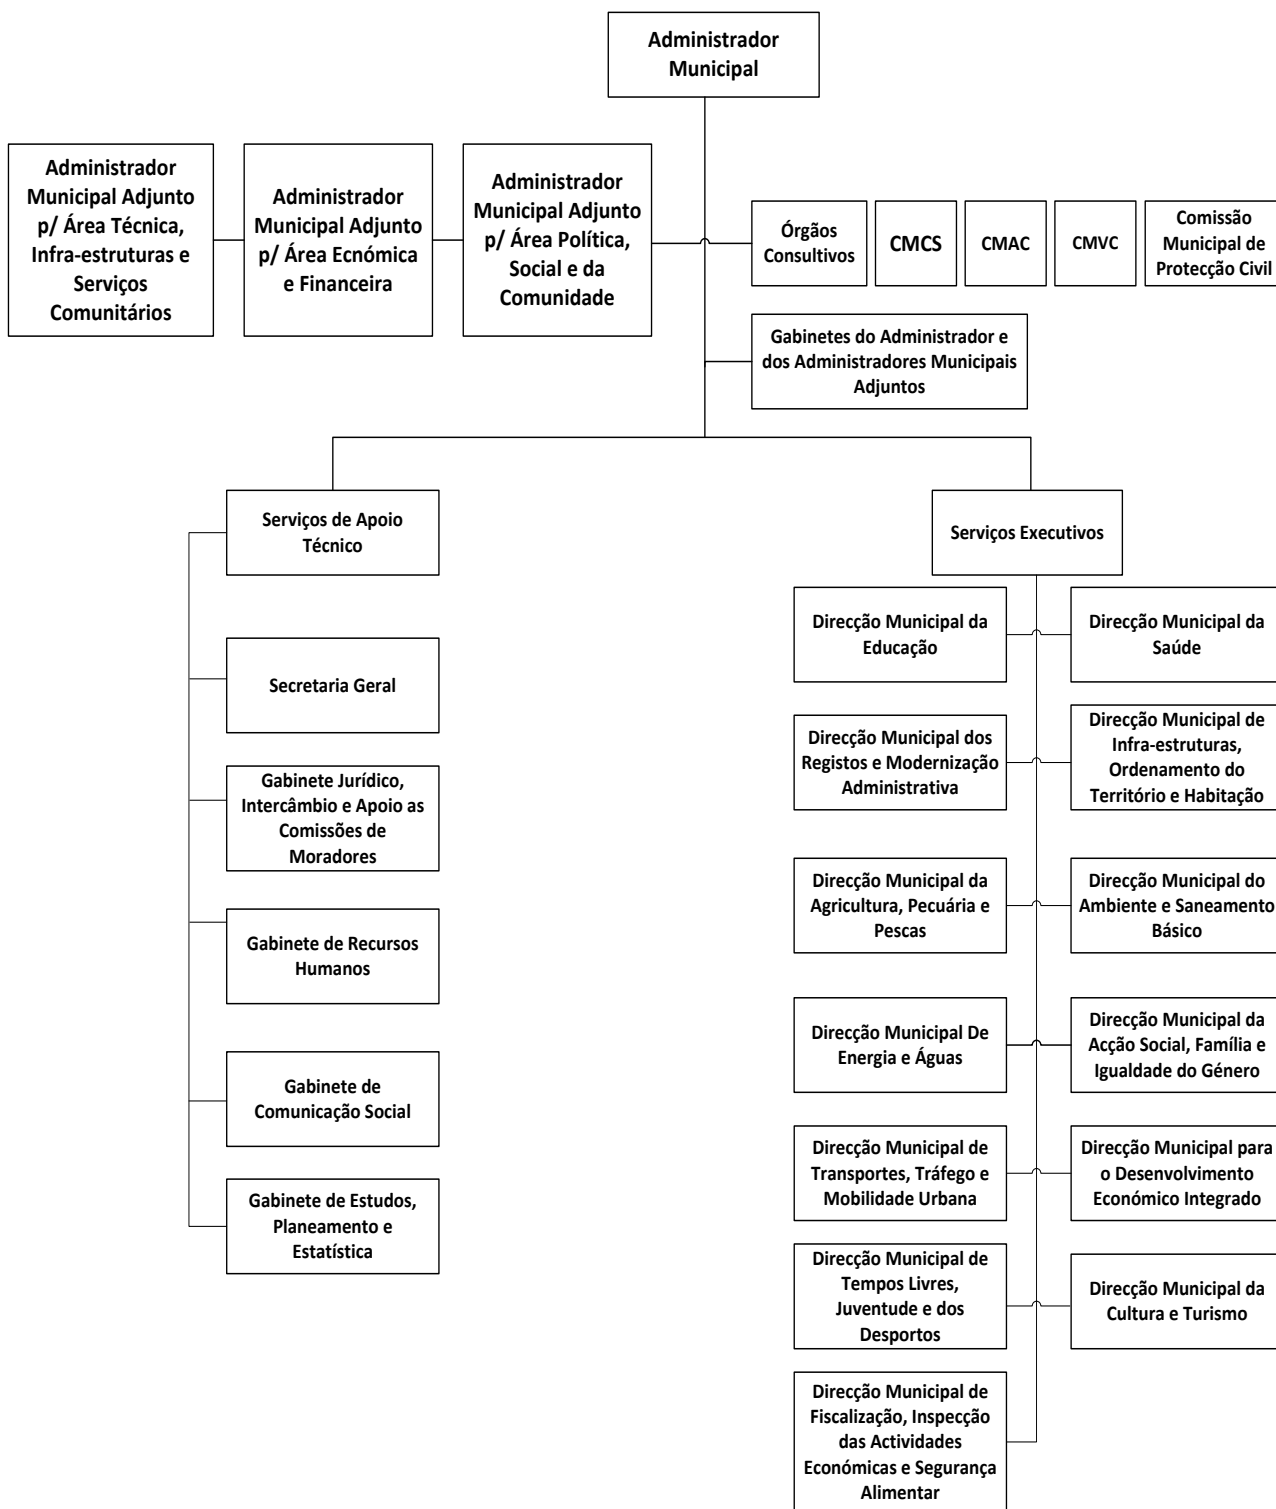 Administrador
Municipal
Administrador
Municipal Adjunto
p/ Área Técnica,
Infra-estruturas e
Serviços
Comunitários
Administrador
Municipal Adjunto
p/ Área Ecnómica
e Financeira
Administrador
Municipal Adjunto
p/ Área Política,
Social e da
Comunidade
Órgãos
Consultivos
CMCS
CMAC
CMVC
Comissão
Municipal de
Protecção Civil
Gabinetes do Administrador e
dos Administradores Municipais
Adjuntos
Serviços de Apoio
Técnico
Secretaria Geral
Gabinete Jurídico,
Intercâmbio e Apoio as
Comissões de
Moradores
Gabinete de Recursos
Humanos
Gabinete de
Comunicação Social
Gabinete de Estudos,
Planeamento e
Estatística
Serviços Executivos
Direcção Municipal da
Educação
Direcção Municipal da
Saúde
Direcção Municipal dos
Registos e Modernização
Administrativa
Direcção Municipal de
Infra-estruturas,
Ordenamento do
Território e Habitação
Direcção Municipal da
Agricultura, Pecuária e
Pescas
Direcção Municipal do
Ambiente e Saneamento
Básico
Direcção Municipal De
Energia e Águas
Direcção Municipal da
Acção Social, Família e
Igualdade do Género
Direcção Municipal de
Transportes, Tráfego e
Mobilidade Urbana
Direcção Municipal para
o Desenvolvimento
Económico Integrado
Direcção Municipal de
Tempos Livres,
Juventude e dos
Desportos
Direcção Municipal da
Cultura e Turismo
Direcção Municipal de
Fiscalização, Inspecção
das Actividades
Económicas e Segurança
Alimentar